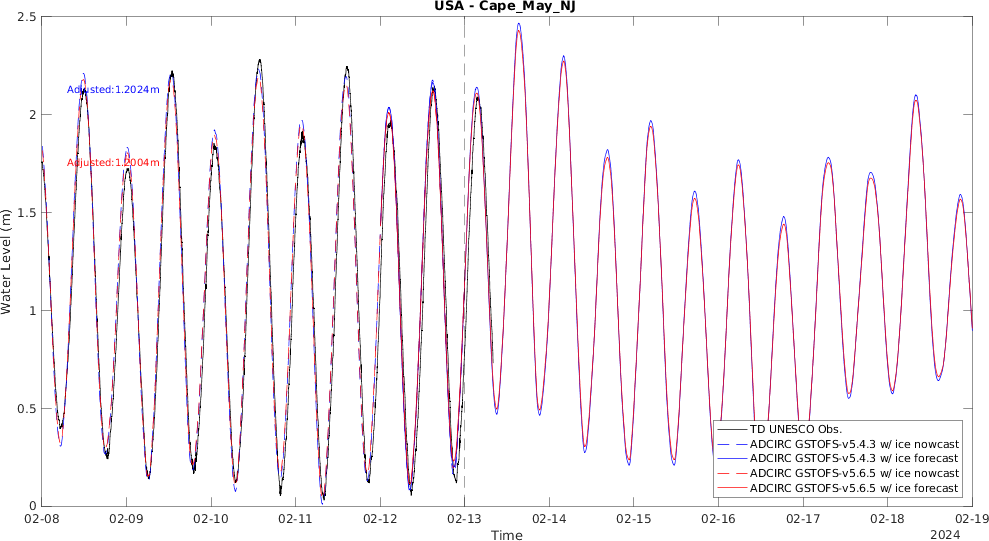 USA - Cape_May_NJ
2.5
2
1.5
1
0.5
0
Water Level (m)
Adjusted:1.2024m
Adjusted:1.2004m
TD UNESCO Obs.
ADCIRC GSTOFS-v5.4.3 w/ ice nowcast
ADCIRC GSTOFS-v5.4.3 w/ ice forecast
ADCIRC GSTOFS-v5.6.5 w/ ice nowcast
ADCIRC GSTOFS-v5.6.5 w/ ice forecast
02-08 02-09 02-10 02-11 02-12 02-13 02-14 02-15 02-16 02-17 02-18 02-19
Time
2024